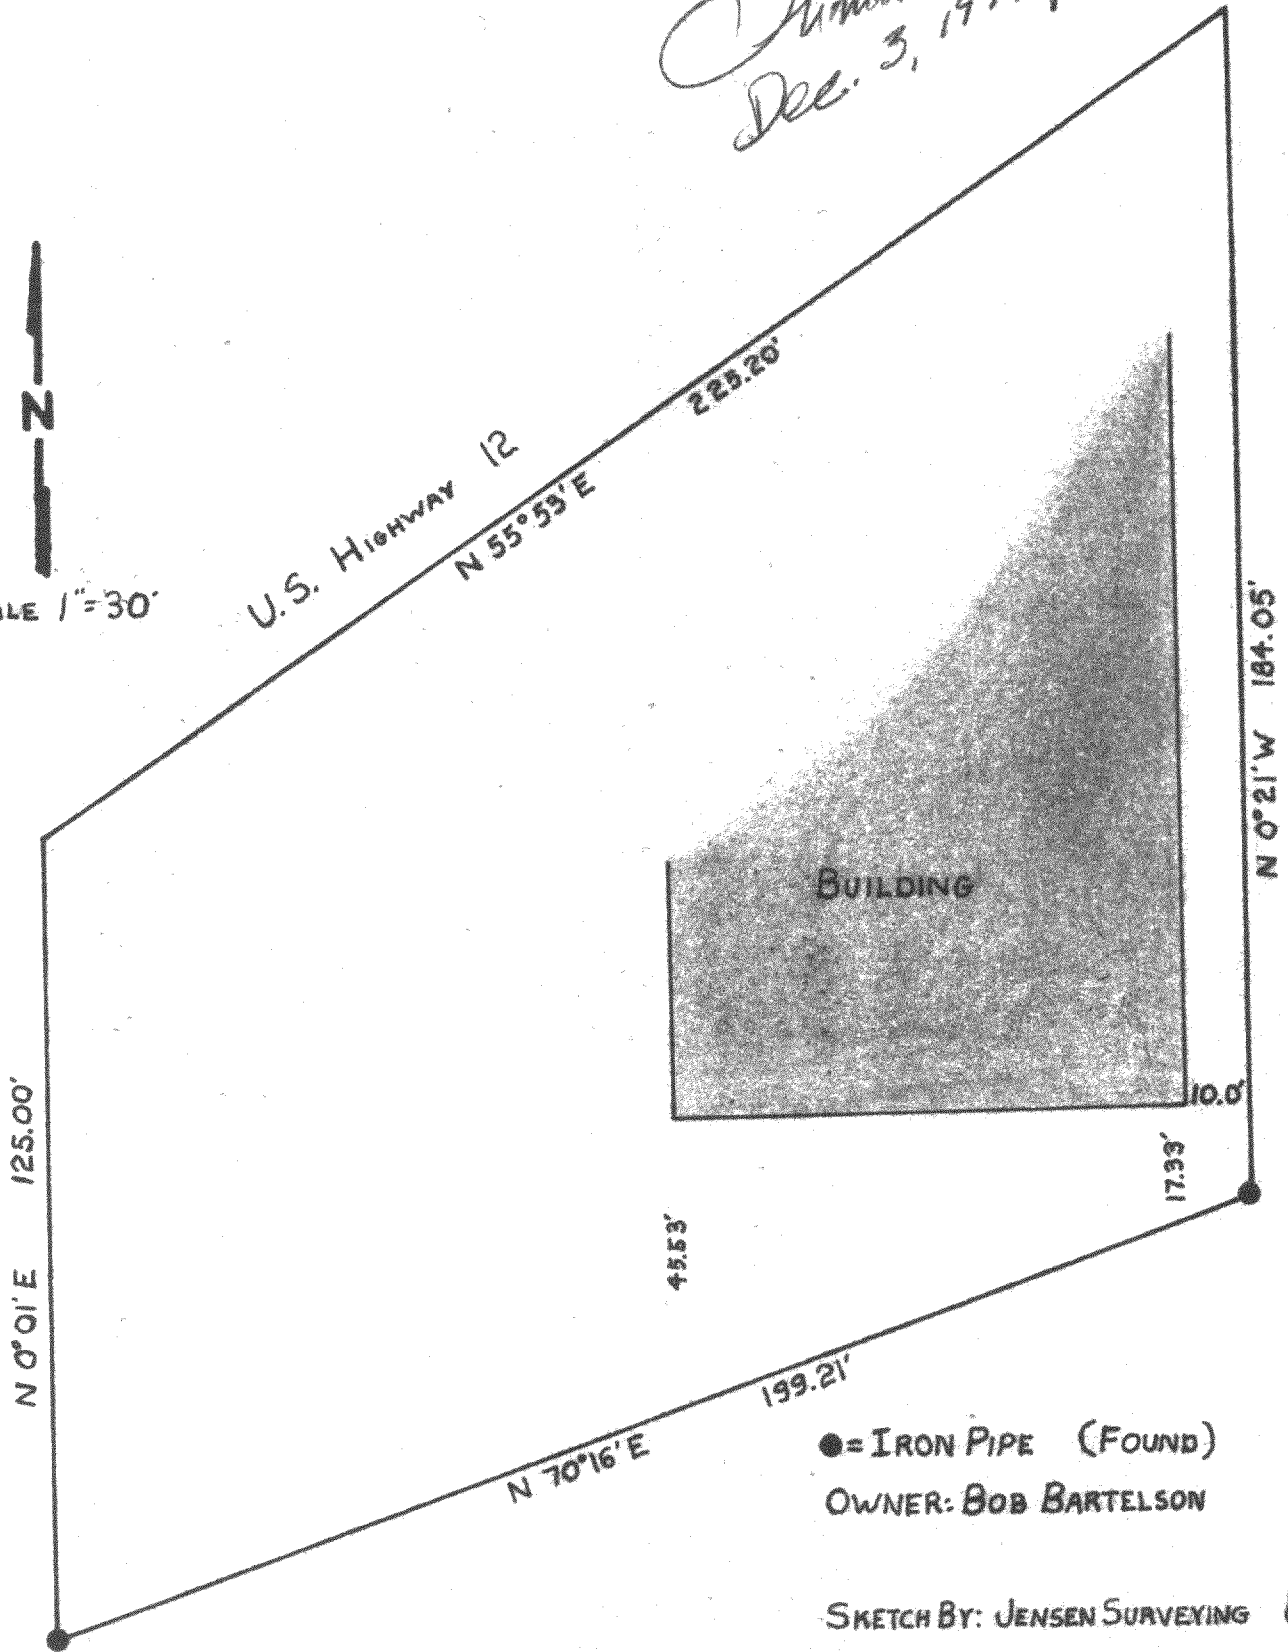 Dec. 3, 19
N
LE 1"=30'
U.S. HIGHWAY 12
225.20'
N 55°53'E
N 0°21'W 184.05'
BUILDING
10.0'
17.33'
45.53'
N 0°01'E 125.00'
199.21'
N 70°16'E
●=IRON PIPE (FOUND)
OWNER: BOB BARTELSON
SKETCH BY: JENSEN SURVEYING